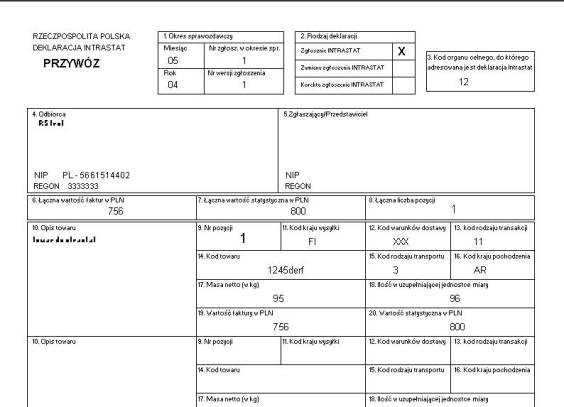 RZECZPOSPOLITA POLSKA
DEKLARACJA INTRASTAT
PRZYWÓZ
1. Okres sprawozdawczy
Miesiąc Nr zgłosz. w okresie spr.
05 1
Rok Nr wersji zgłoszenia
04 1
2. Rodzaj deklaracji
Zgłoszenie INTRASTAT X
Zmiana zgłoszenia INTRASTAT
Korekta zgłoszenia INTRASTAT
3. Kod organu celnego, do którego
adresowana jest deklaracja Intrastat
12
4. Odbiorca
NIP PL-5661514402
REGON 3333333
5.Zgłaszający/Przedstawiciel
NIP
REGON
6. Łączna wartość faktur w PLN
756
7. Łączna wartość statystyczna w PLN
800
8. Łączna liczba pozycji
1
10. Opis towaru
9. Nr pozycji
1
11. Kod kraju wysyłki
FI
12. Kod warunków dostawy
XXX
13. kod rodzaju transakcji
11
14. Kod towaru
1245derf
15. Kod rodzaju transportu
3
16. Kod kraju pochodzenia
AR
17. Masa netto (w kg)
95
18. Ilość w uzupełniającej jednostce miary
96
19. Wartość faktury w PLN
756
20. Wartość statystyczna w PLN
800
10. Opis towaru
9. Nr pozycji
11. Kod kraju wysyłki
12. Kod warunków dostawy
13. kod rodzaju transakcji
14. Kod towaru
15. Kod rodzaju transportu
16. Kod kraju pochodzenia
17. Masa netto (w kg)
18. Ilość w uzupełniającej jednostce miary